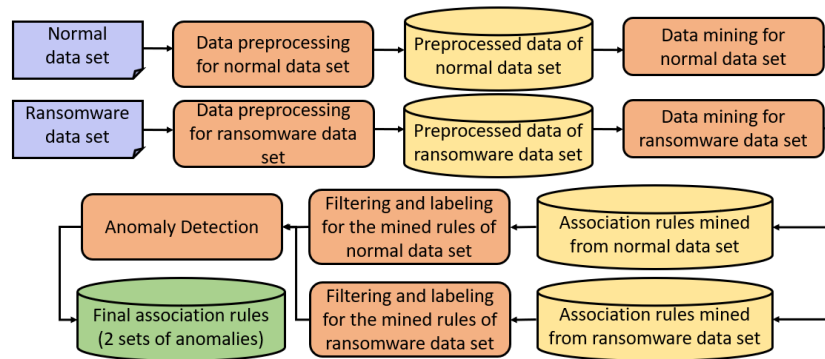 Normal
data set
Data preprocessing
for normal data set
Preprocessed data of
normal data set
Data mining for
normal data set
Ransomware
data set
Data preprocessing
for ransomware data
set
Preprocessed data of
ransomware data set
Data mining for
ransomware data set
Anomaly Detection
Filtering and labeling
for the mined rules of
normal data set
Association rules mined
from normal data set
Final association rules
(2 sets of anomalies)
Filtering and labeling
for the mined rules of
ransomware data set
Association rules mined
from ransomware data set